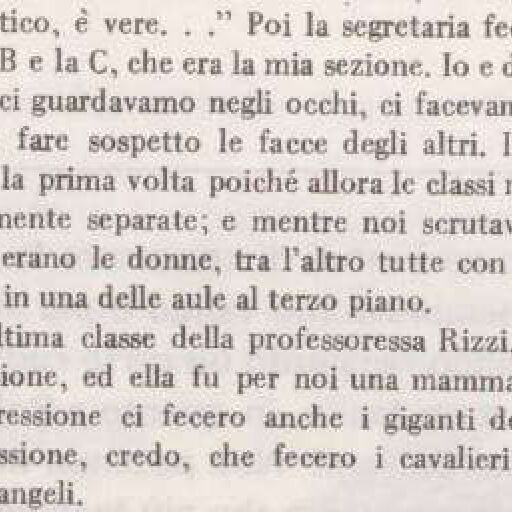 tico, è vere. . .” Poi la segretaria fe
B e la C, che era la mia sezione. Io e d
ci guardavamo negli occhi, ci facevan
fare sospetto le facce degli altri. I
la prima volta poiché allora le classi
mente separate; e mentre noi scrutav
erano le donne, tra l’altro tutte con
in una delle aule al terzo piano.
ltima classe della professoressa Rizzi.
ione, ed ella fu per noi una mamma
ressione ci fecero anche i giganti de
ssione, credo, che fecero i cavalieri
angeli.